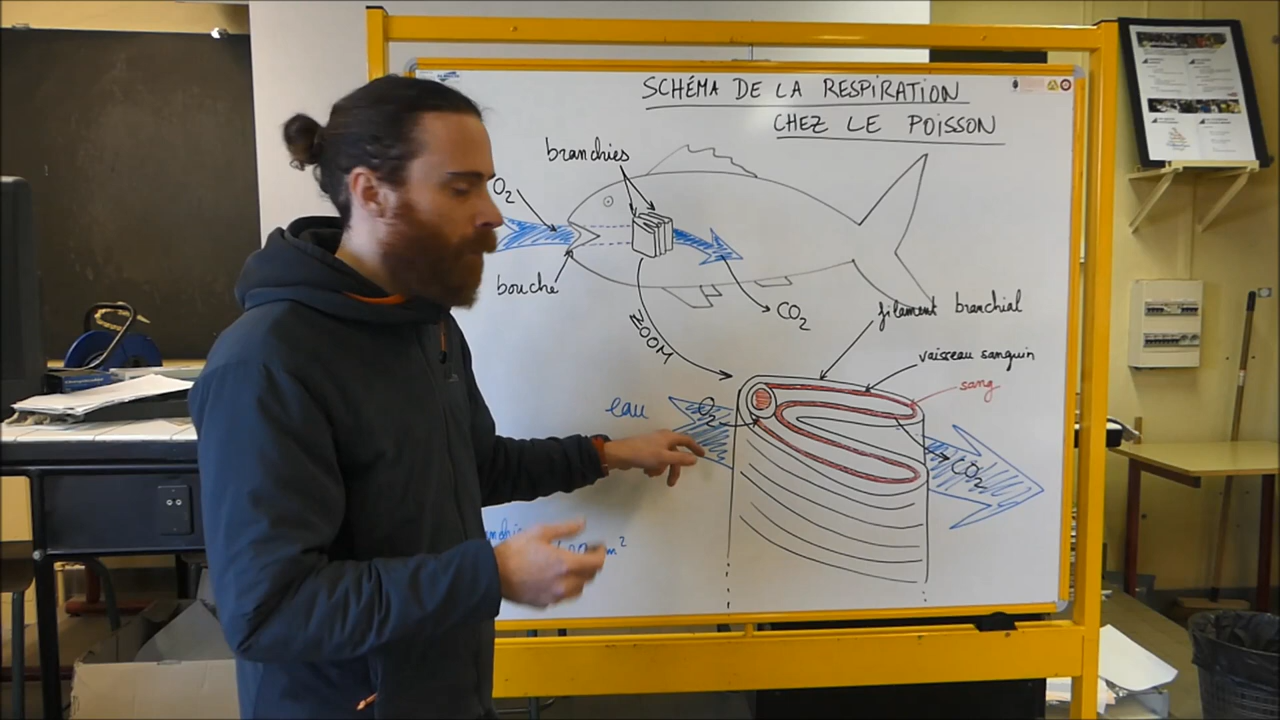 SCHÉMA DE LA RESPIRATION
CHEZ LE POISSON
branchies
O2
bouche
CO2
ZOOM
filament branchial
vaisseau sanguin
sang
eau
O2
CO2